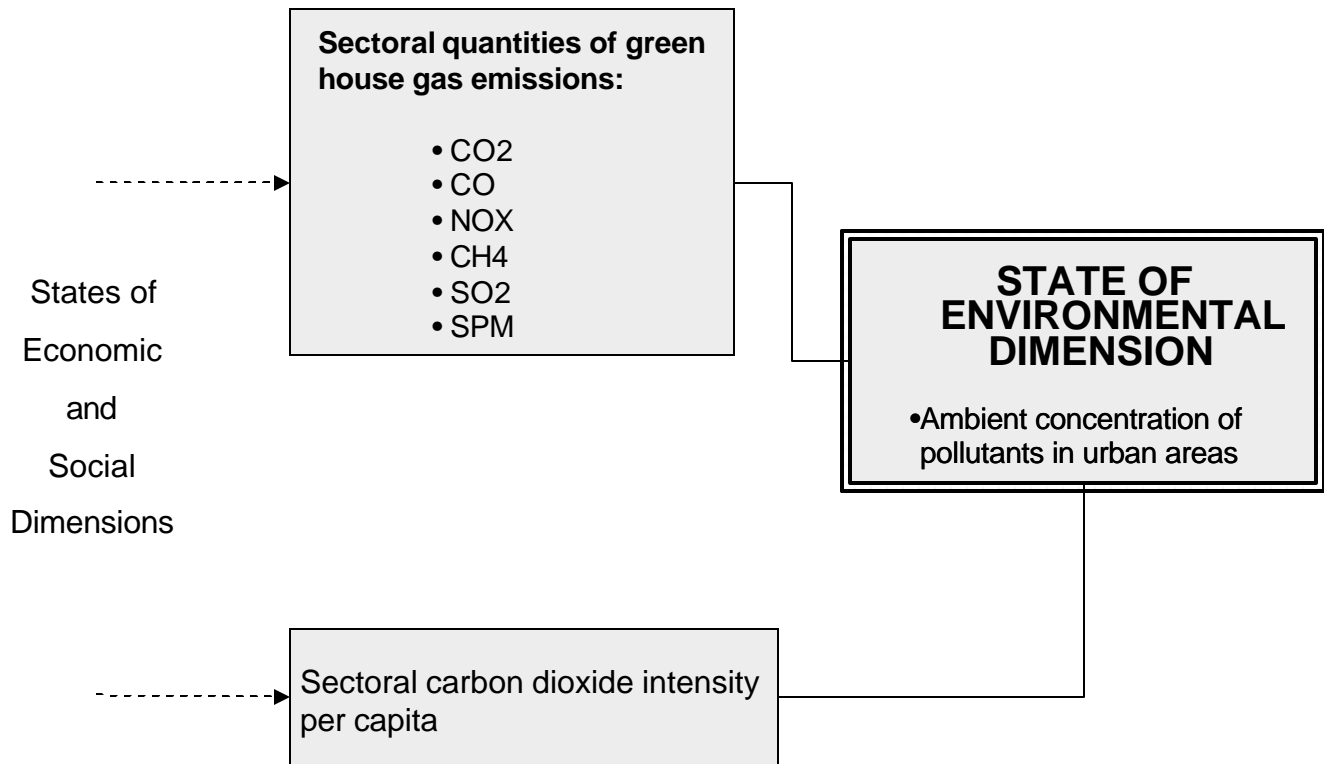 Sectoral quantities of green
house gas emissions:
• CO2
• CO
• NOX
• CH4
• SO2
• SPM
States of
Economic
and
Social
Dimensions
STATE OF
ENVIRONMENTAL
DIMENSION
•Ambient concentration of
pollutants in urban areas
Sectoral carbon dioxide intensity
per capita